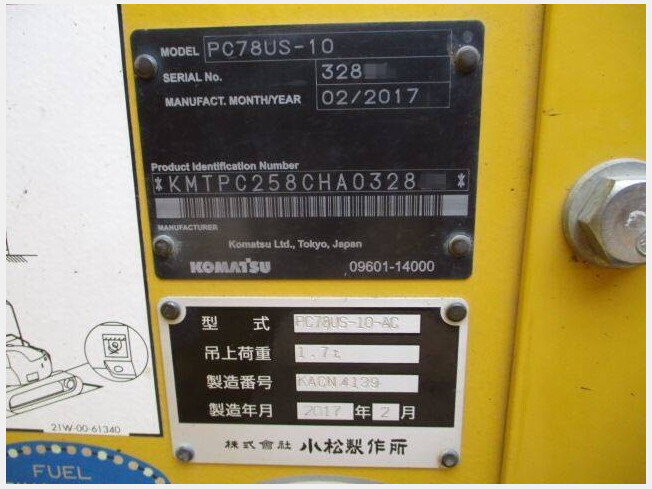 MODEL PC78US-10
SERIAL No. 328
MANUFACT. MONTH/YEAR 02/2017
Product Identification Number
*KMTPC258CHA0328 *
MANUFACTURER
Komatsu Ltd., Tokyo, Japan
KOMATSU 09601-14000
型 式 PC78US-10-AC
吊上荷重 1.7t
製造番号 KACN4139
製造年月 2017 年 2 月
株式會社 小松製作所
21W-00-61340
FUEL